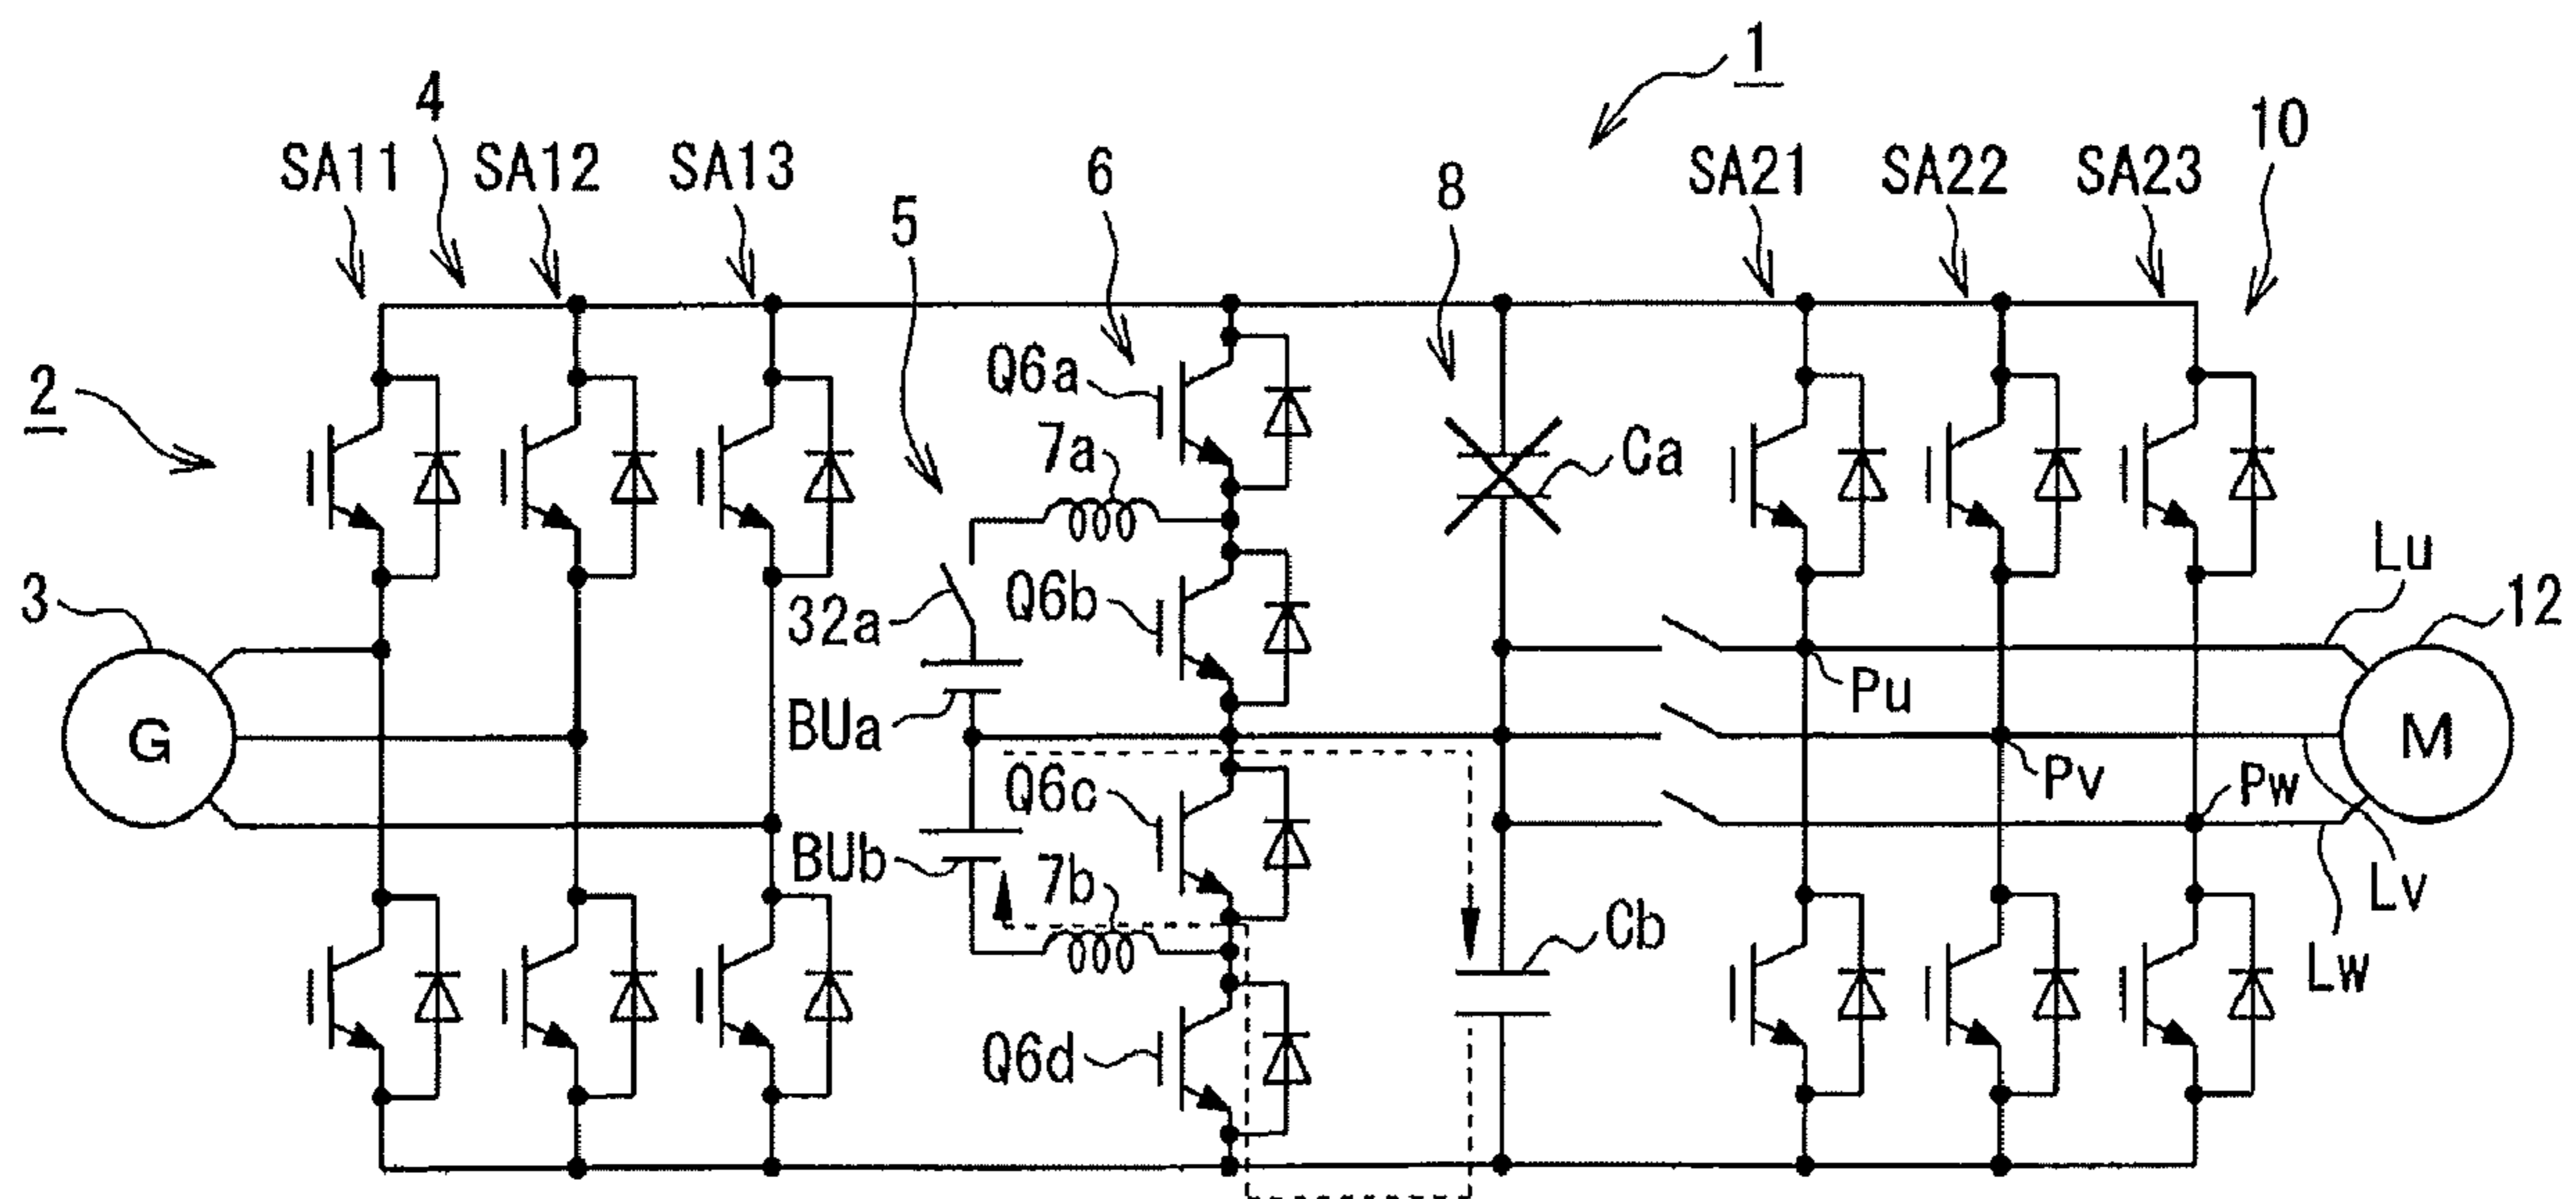 1
4
SA11
SA12
SA13
5
6
8
SA21
SA22
SA23
10
2
Q6a
7a
Ca
3
32a
Q6b
Lu
12
BUa
Pu
G
M
Pv
Pw
Q6c
BUb
7b
Cb
Lv
Lw
Q6d